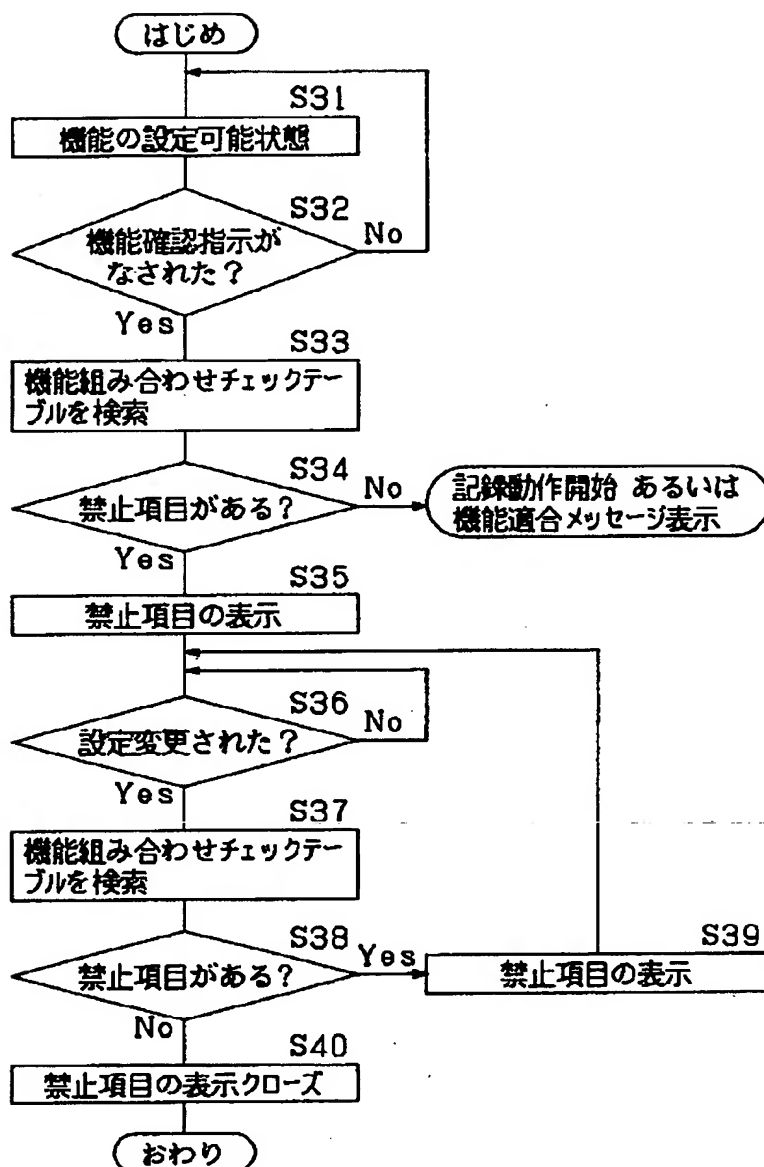 はじめ
S31
機能の設定可能状態
S32
機能確認指示が
なされた？
No
Yes
S33
機能組み合わせチェックテー
ブルを検索
S34
禁止項目がある？
No
記録動作開始 あるいは
機能適合メッセージ表示
Yes
S35
禁止項目の表示
S36
設定変更された？
No
Yes
S37
機能組み合わせチェックテー
ブルを検索
S38
禁止項目がある？
Yes
S39
禁止項目の表示
No
S40
禁止項目の表示クローズ
おわり